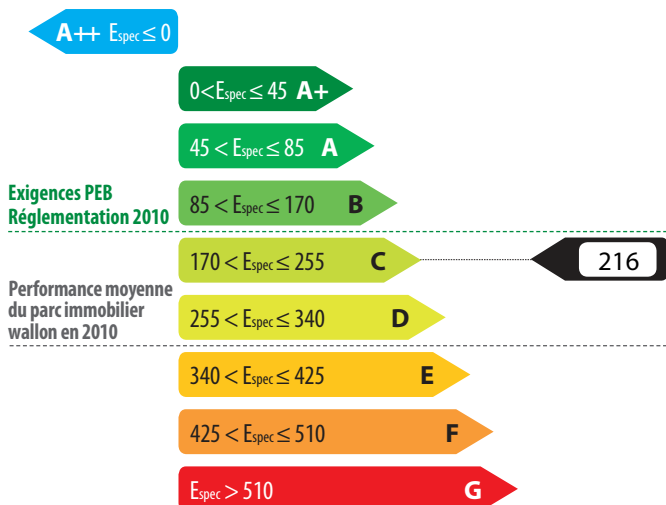 A++ Espec ≤ 0
0<Espec ≤ 45 A+
45 < Espec ≤ 85 A
Exigences PEB
Réglementation 2010
85 < Espec ≤ 170 B
170 < Espec ≤ 255 C
216
Performance moyenne
du parc immobilier
wallon en 2010
255 < Espec ≤ 340 D
340 < Espec ≤ 425 E
425 < Espec ≤ 510 F
Espec > 510 G